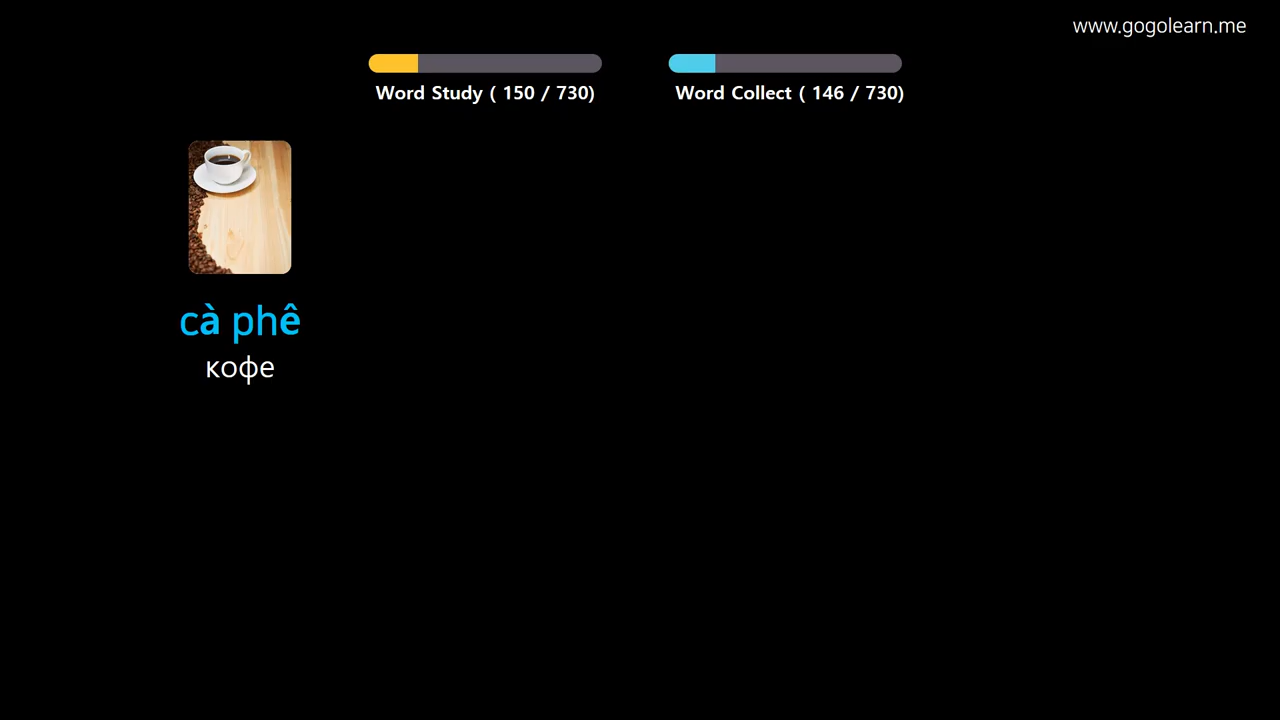 www.gogolearn.me
Word Study ( 150 / 730)
Word Collect ( 146 / 730)
cà phê
кофе